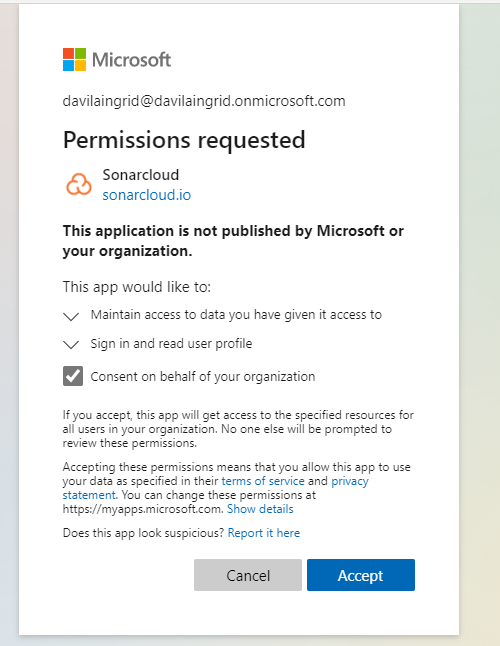 Microsoft
davilaingrid@davilaingrid.onmicrosoft.com
Permissions requested
Sonarcloud
sonarcloud.io
This application is not published by Microsoft or
your organization.
This app would like to:
Maintain access to data you have given it access to
Sign in and read user profile
Consent on behalf of your organization
If you accept, this app will get access to the specified resources for
all users in your organization. No one else will be prompted to
review these permissions.
Accepting these permissions means that you allow this app to use
your data as specified in their terms of service and privacy
statement. You can change these permissions at
https://myapps.microsoft.com. Show details
Does this app look suspicious? Report it here
Cancel
Accept